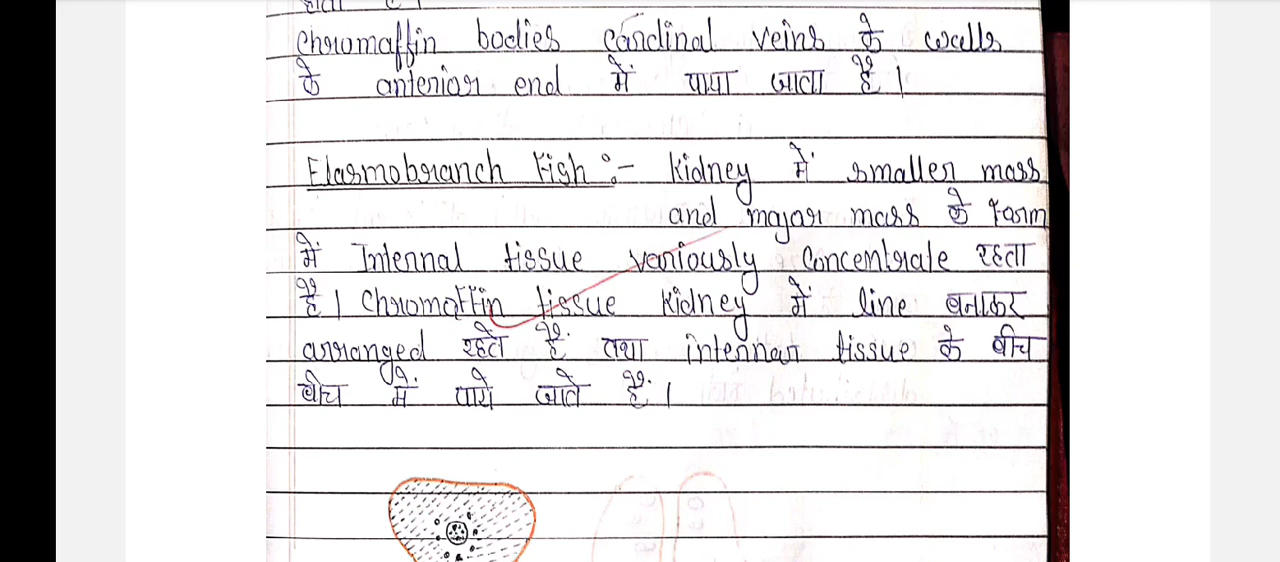 होता है।
chromaffin bodies cardinal veins के walls
के anterior end में पाया जाता है।
Elasmobranch Fish :- Kidney में smaller mass
and major mass के form
में Internal tissue variously concentrate रहता
है। chromaffin tissue kidney में line बनाकर
arranged रहते हैं तथा internan tissue के बीच
बीच में पाये जाते हैं।